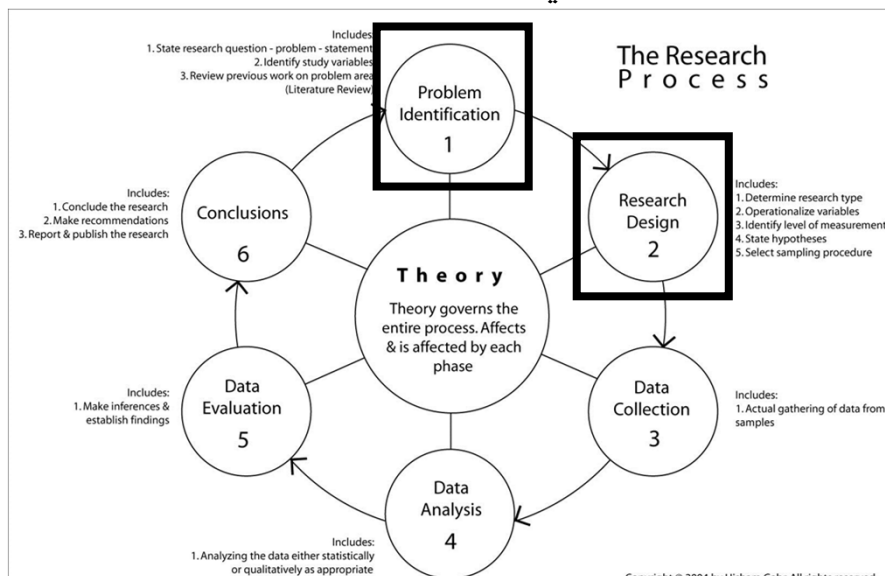 The Research
Process
Includes:
1. State research question - problem - statement
2. Identify study variables
3. Review previous work on problem area
(Literature Review)
Problem
Identification
1
Research
Design
2
Includes:
1. Determine research type
2. Operationalize variables
3. Identify level of measurement
4. State hypotheses
5. Select sampling procedure
Includes:
1. Conclude the research
2. Make recommendations
3. Report & publish the research
Conclusions
6
Theory
Theory governs the
entire process. Affects
& is affected by each
phase
Data
Collection
3
Includes:
1. Actual gathering of data from
samples
Includes:
1. Make inferences &
establish findings
Data
Evaluation
5
Data
Analysis
4
Includes:
1. Analyzing the data either statistically
or qualitatively as appropriate